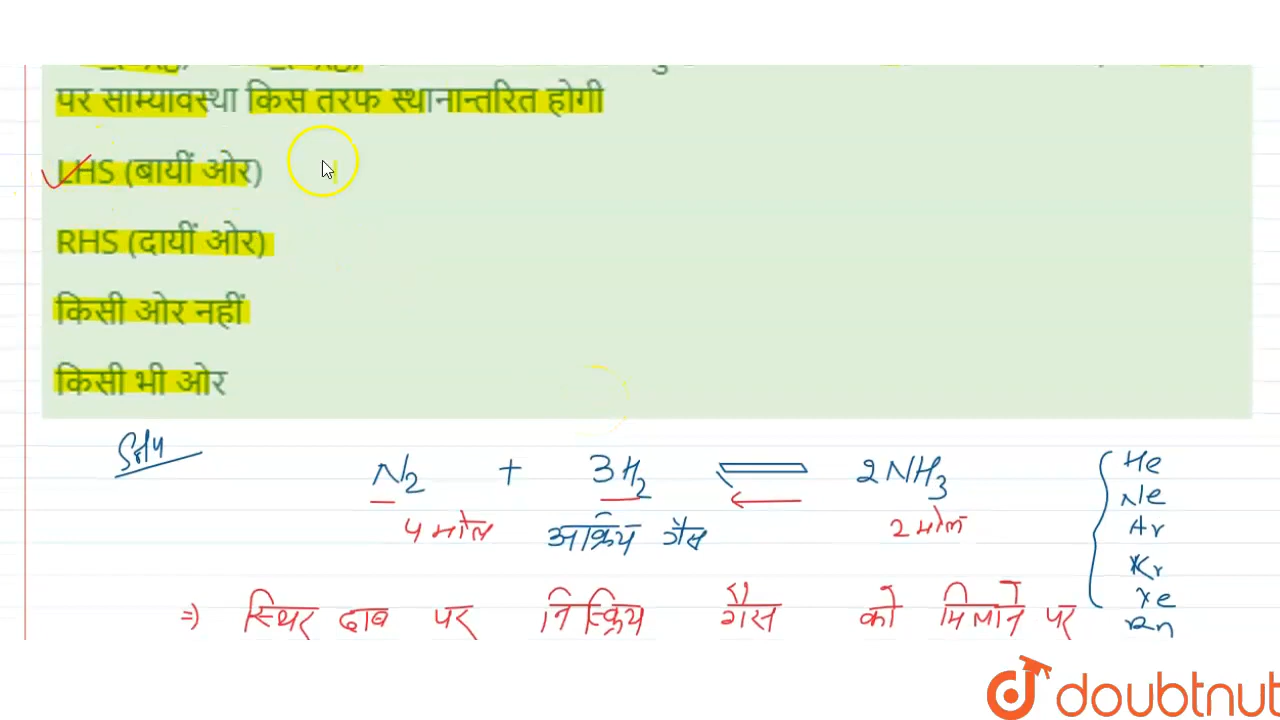 पर साम्यावस्था किस तरफ स्थानान्तरित होगी
LHS (बायीं ओर)
RHS (दायीं ओर)
किसी ओर नहीं
किसी भी ओर
Soln
N2 + 3H2 ⇌ 2NH3
4 मोल अक्रिय गैस 2 मोल
He
Ne
Ar
Kr
Xe
Rn
⇒ स्थिर दाब पर निष्क्रिय गैस को मिलाने पर
doubtnut